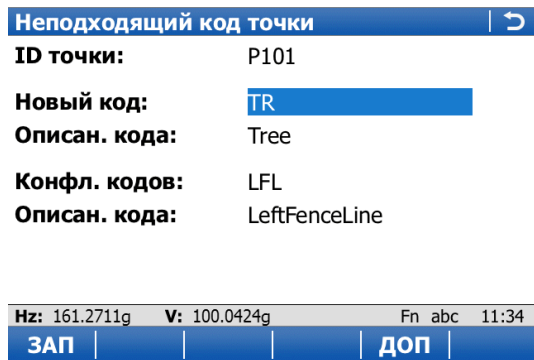 Неподходящий код точки
ID точки: P101
Новый код: TR
Описан. кода: Tree
Конфл. кодов: LFL
Описан. кода: LeftFenceLine
Hz: 161.2711g V: 100.0424g Fn abc 11:34
ЗАП ДОП